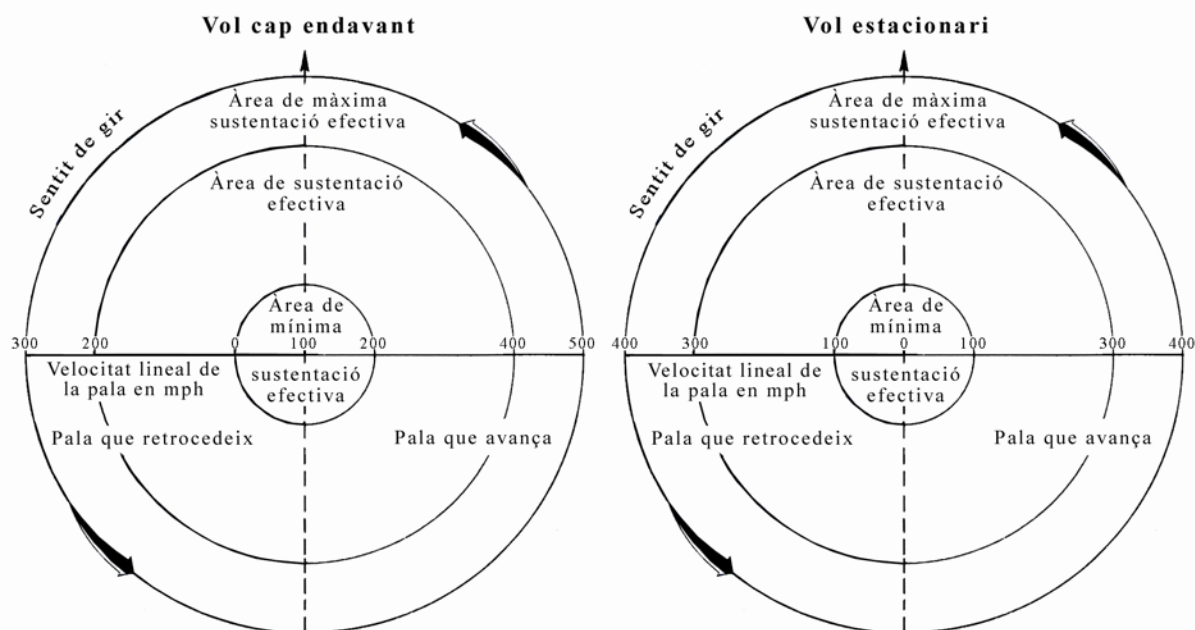 Vol cap endavant
Sentit de gir
Àrea de màxima
sustentació efectiva
Àrea de sustentació
efectiva
Àrea de
mínima
300 200 0 100 200 400 500
sustentació
efectiva
Velocitat lineal de
la pala en mph
Pala que retrocedeix
Pala que avança
Vol estacionari
Sentit de gir
Àrea de màxima
sustentació efectiva
Àrea de sustentació
efectiva
Àrea de
mínima
400 300 100 0 100 300 400
sustentació
efectiva
Velocitat lineal de
la pala en mph
Pala que retrocedeix
Pala que avança